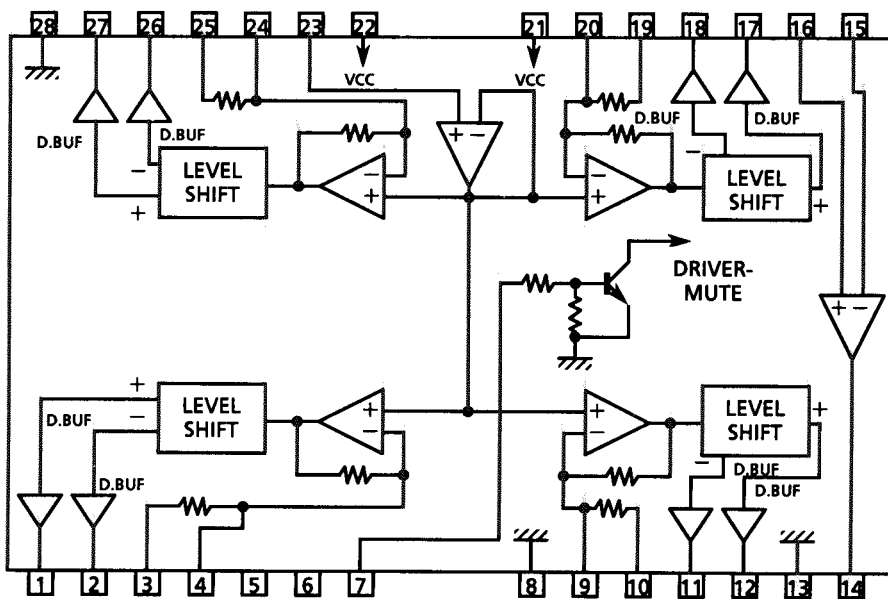 28 27 26 25 24 23 22 21 20 19 18 17 16 15
VCC VCC
D.BUF D.BUF D.BUF D.BUF
+ − − +
LEVEL SHIFT
− +
− +
− +
− LEVEL SHIFT +
DRIVER-
MUTE
+ −
+ −
LEVEL SHIFT
+ −
+ −
LEVEL SHIFT
+ −
D.BUF D.BUF
D.BUF D.BUF
1 2 3 4 5 6 7 8 9 10 11 12 13 14